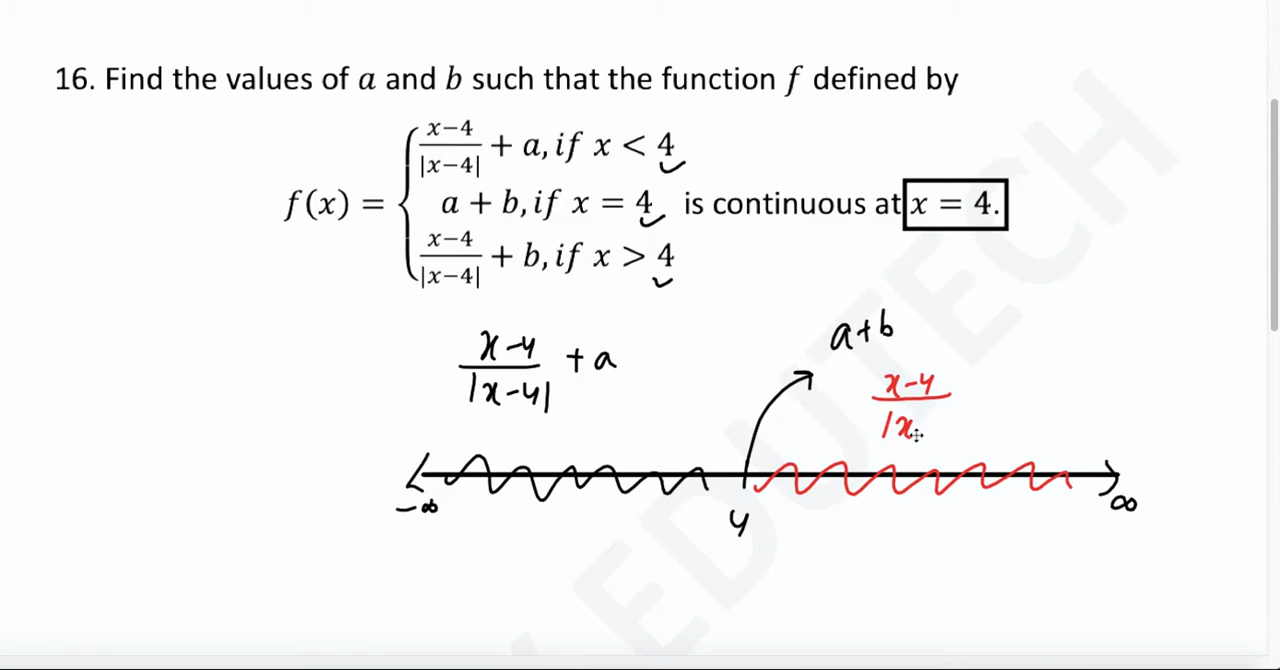 16. Find the values of a and b such that the function f defined by
x−4
|x−4| + a, if x < 4
f(x) = { a + b, if x = 4 is continuous at x = 4.
x−4
|x−4| + b, if x > 4
a+b
x-4
|x-4| + a
x-4
|x
-∞ 4 ∞
EDUTECH